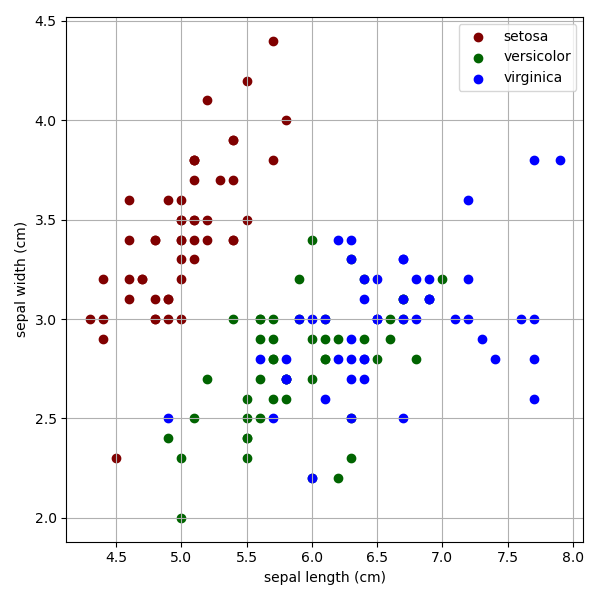 setosa
versicolor
virginica
4.5
4.0
3.5
3.0
2.5
2.0
sepal width (cm)
4.5 5.0 5.5 6.0 6.5 7.0 7.5 8.0
sepal length (cm)